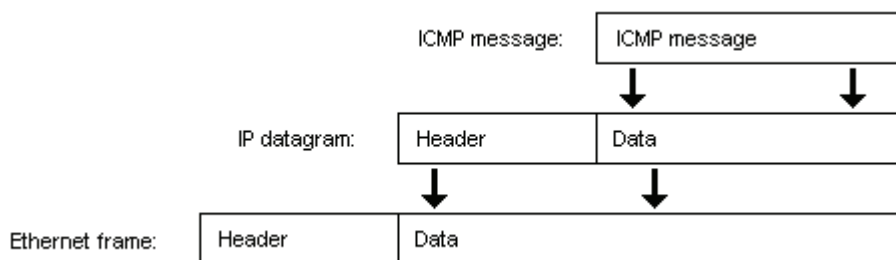 ICMP message: ICMP message
IP datagram: Header Data
Ethernet frame: Header Data